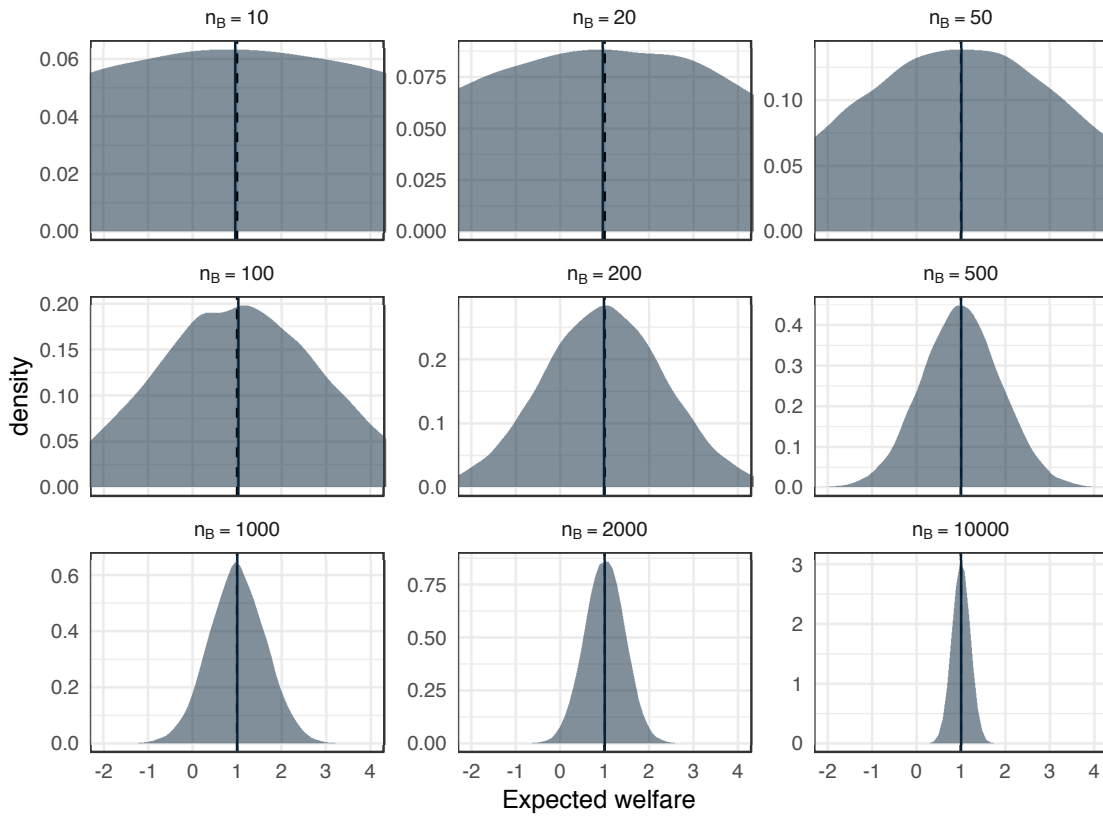 n_B = 10
n_B = 20
n_B = 50
0.06
0.04
0.02
0.00
0.075
0.050
0.025
0.000
0.10
0.05
0.00
n_B = 100
n_B = 200
n_B = 500
0.20
0.15
0.10
0.05
0.00
0.2
0.1
0.0
0.4
0.3
0.2
0.1
0.0
density
n_B = 1000
n_B = 2000
n_B = 10000
0.6
0.4
0.2
0.0
0.75
0.50
0.25
0.00
3
2
1
0
-2 -1 0 1 2 3 4
-2 -1 0 1 2 3 4
-2 -1 0 1 2 3 4
Expected welfare